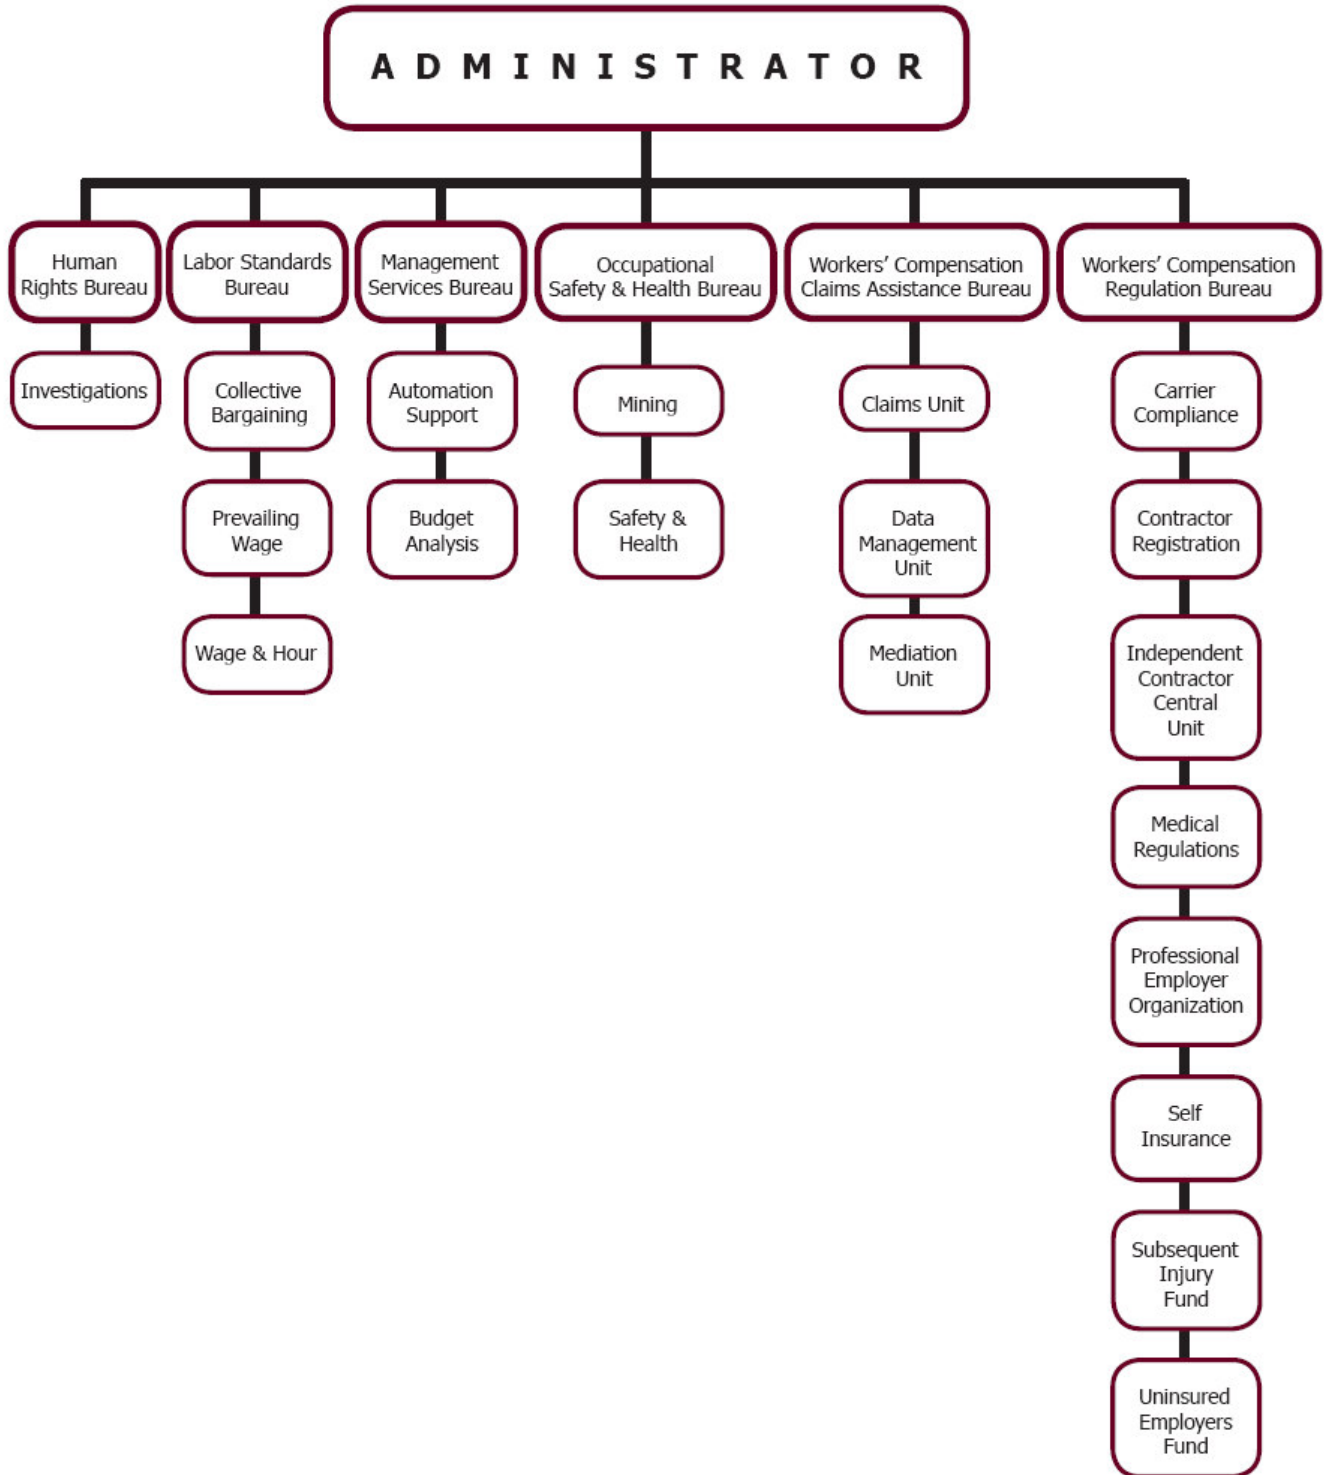 A D M I N I S T R A T O R
Human
Rights Bureau
Labor Standards
Bureau
Management
Services Bureau
Occupational
Safety & Health Bureau
Workers’ Compensation
Claims Assistance Bureau
Workers’ Compensation
Regulation Bureau
Investigations
Collective
Bargaining
Prevailing
Wage
Wage & Hour
Automation
Support
Budget
Analysis
Mining
Safety &
Health
Claims Unit
Data
Management
Unit
Mediation
Unit
Carrier
Compliance
Contractor
Registration
Independent
Contractor
Central
Unit
Medical
Regulations
Professional
Employer
Organization
Self
Insurance
Subsequent
Injury
Fund
Uninsured
Employers
Fund